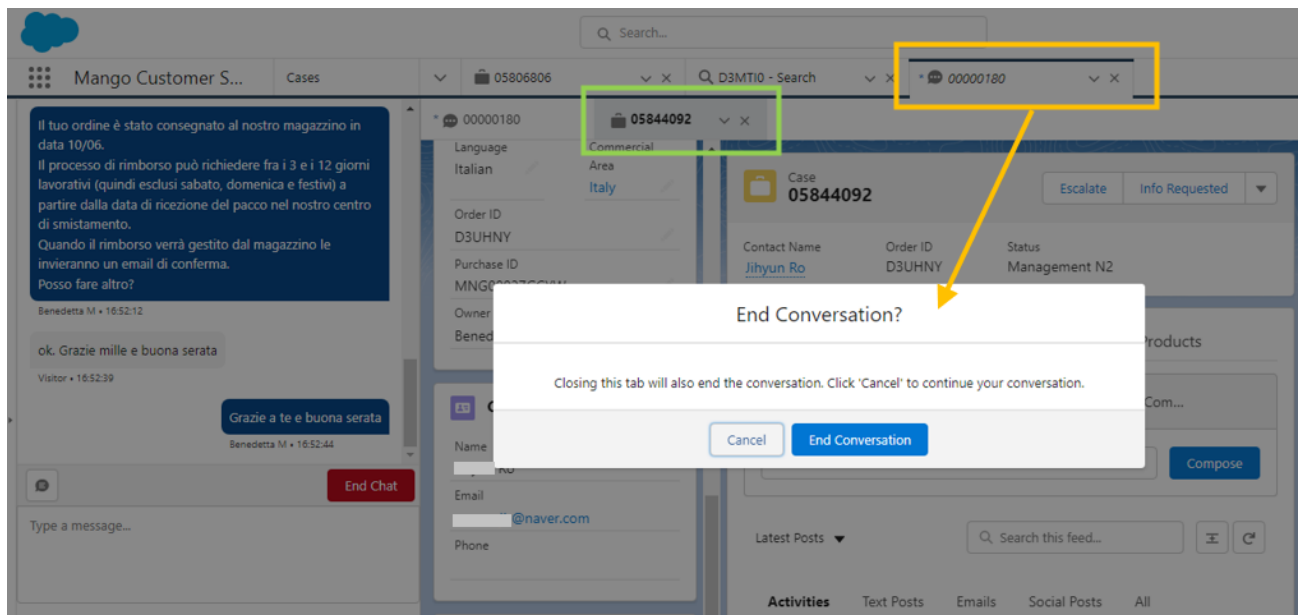 Search...
Mango Customer S...
Cases
05806806
D3MTI0 - Search
* 00000180
Il tuo ordine è stato consegnato al nostro magazzino in
data 10/06.
Il processo di rimborso può richiedere fra i 3 e i 12 giorni
lavorativi (quindi esclusi sabato, domenica e festivi) a
partire dalla data di ricezione del pacco nel nostro centro
di smistamento.
Quando il rimborso verrà gestito dal magazzino le
invieranno un email di conferma.
Posso fare altro?
Benedetta M • 16:52:12
ok. Grazie mille e buona serata
Visitor • 16:52:39
Grazie a te e buona serata
Benedetta M • 16:52:44
End Chat
Type a message...
* 00000180
05844092
Language
Italian
Commercial
Area
Italy
Order ID
D3UHNY
Purchase ID
Owner
Bened
Name
Email
@naver.com
Phone
Case
05844092
Escalate
Info Requested
Contact Name
Jihyun Ro
Order ID
D3UHNY
Status
Management N2
Products
Com...
End Conversation?
Closing this tab will also end the conversation. Click 'Cancel' to continue your conversation.
Cancel
End Conversation
Compose
Latest Posts
Search this feed...
Activities
Text Posts
Emails
Social Posts
All